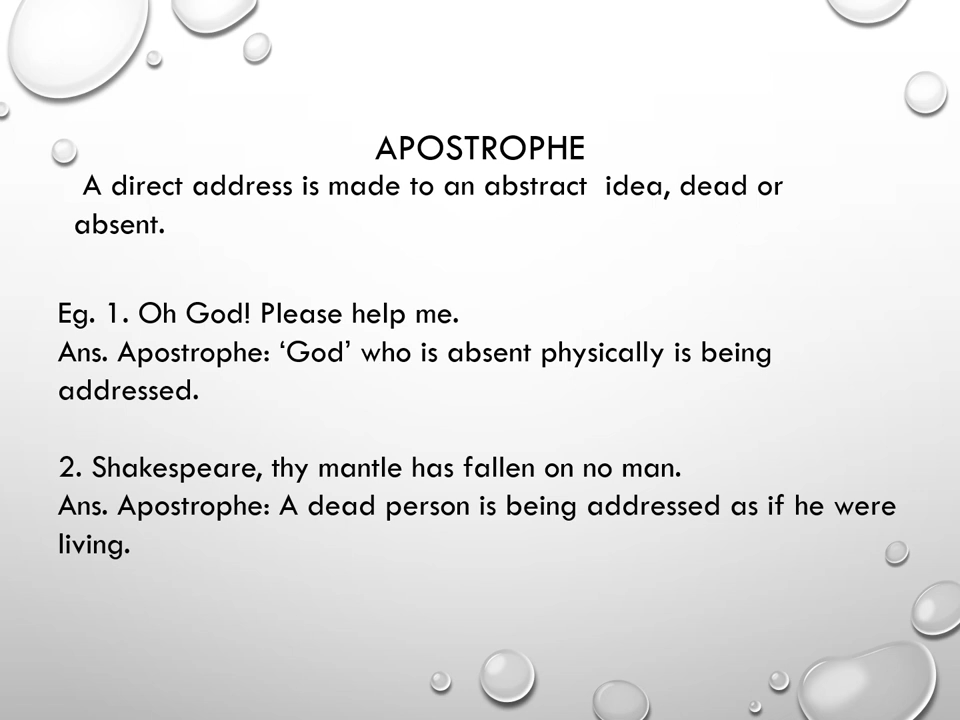 APOSTROPHE
A direct address is made to an abstract  idea, dead or
absent.
Eg. 1. Oh God! Please help me.
Ans. Apostrophe: ‘God’ who is absent physically is being
addressed.
2. Shakespeare, thy mantle has fallen on no man.
Ans. Apostrophe: A dead person is being addressed as if he were
living.